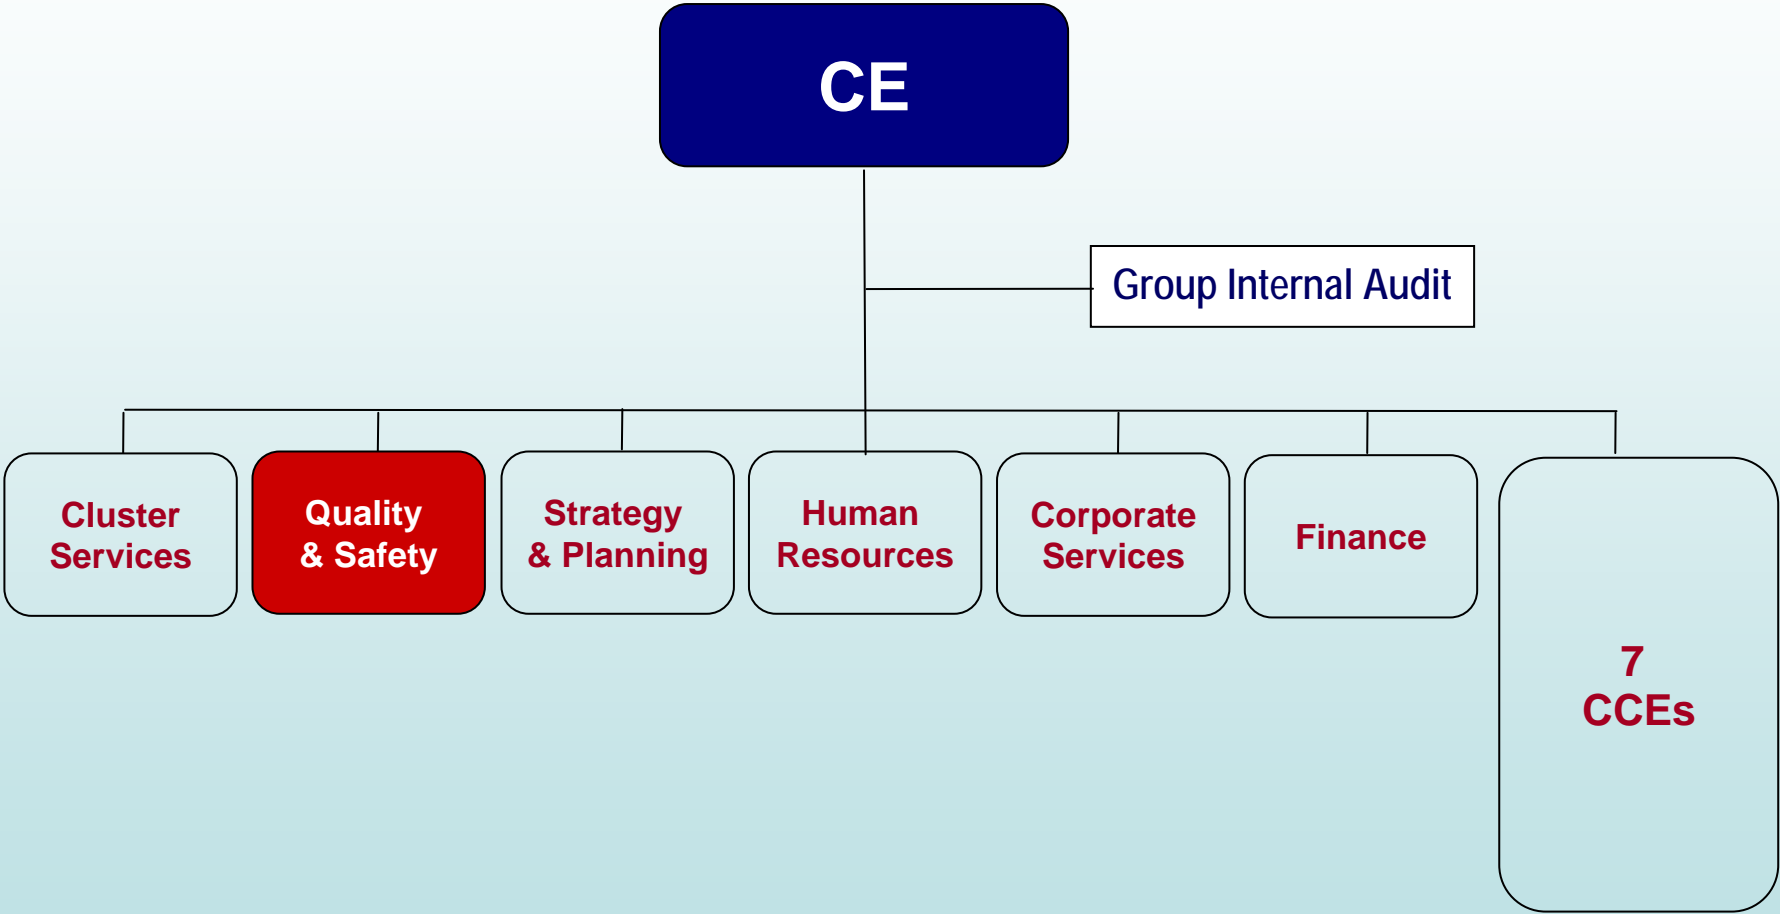 CE
Group Internal Audit
Cluster
Services
Quality
& Safety
Strategy
& Planning
Human
Resources
Corporate
Services
Finance
7
CCEs